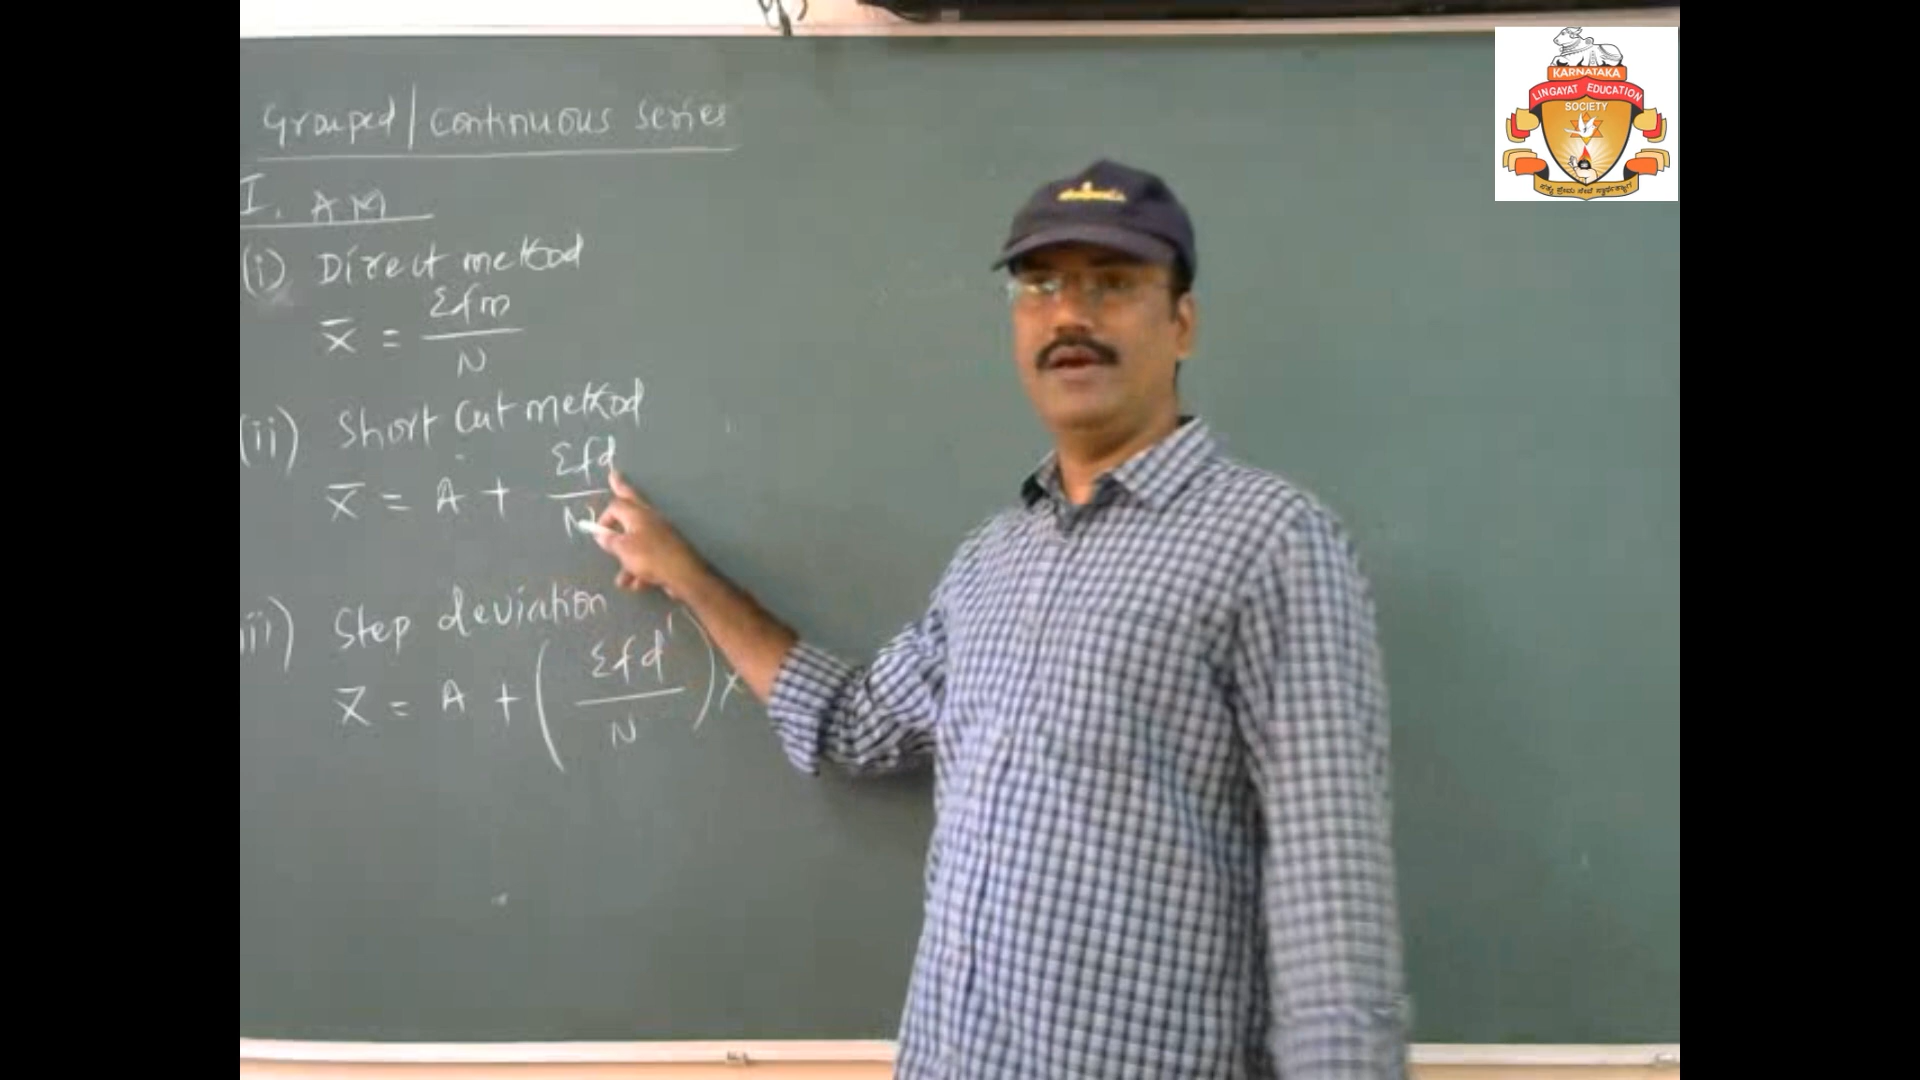 Grouped / Continuous series
I. AM
(i) Direct method
X̄ = Σfm / N
(ii) Short Cut method
X̄ = A + Σfd / N
iii) Step deviation
X̄ = A + ( Σfd' / N ) ×
KARNATAKA
LINGAYAT EDUCATION
SOCIETY